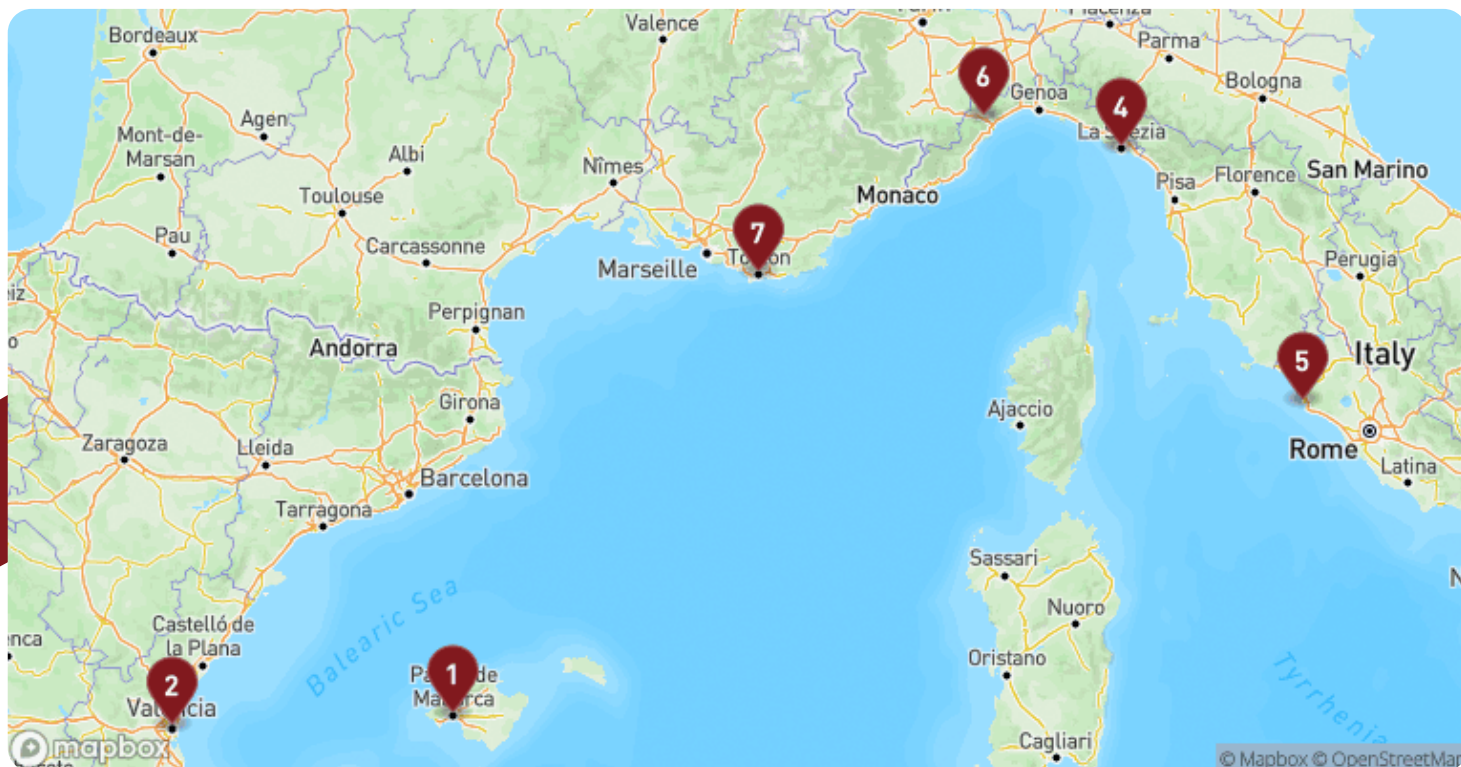 Bordeaux
Valence
Parma
Bologna
Genoa
6
4
Agen
Mont-de-
Marsan
Albi
Nîmes
Toulouse
Pisa
Florence
San Marino
Monaco
Pau
Carcassonne
7
Marseille
Perugia
Perpignan
Andorra
5
Italy
Girona
Ajaccio
Zaragoza
Lleida
Barcelona
Rome
Latina
Tarragona
Sassari
Balearic Sea
Nuoro
Castelló de
la Plana
Oristano
1
2
Tyrrhenia
Cagliari
mapbox
© Mapbox © OpenStreetMap